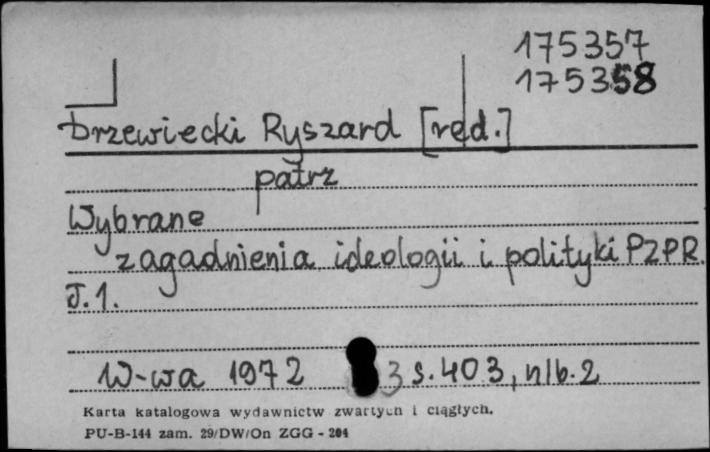 175357
175358
Drzewiecki Ryszard [red.]
patrz
Wybrane
zagadnienia ideologii i polityki PZPR.
T.1.
W-wa 1972 3 s. 403, nlb. 2
Karta katalogowa wydawnictw zwartych i ciągłych.
PU-B-144 zam. 29/DW/On ZGG - 204